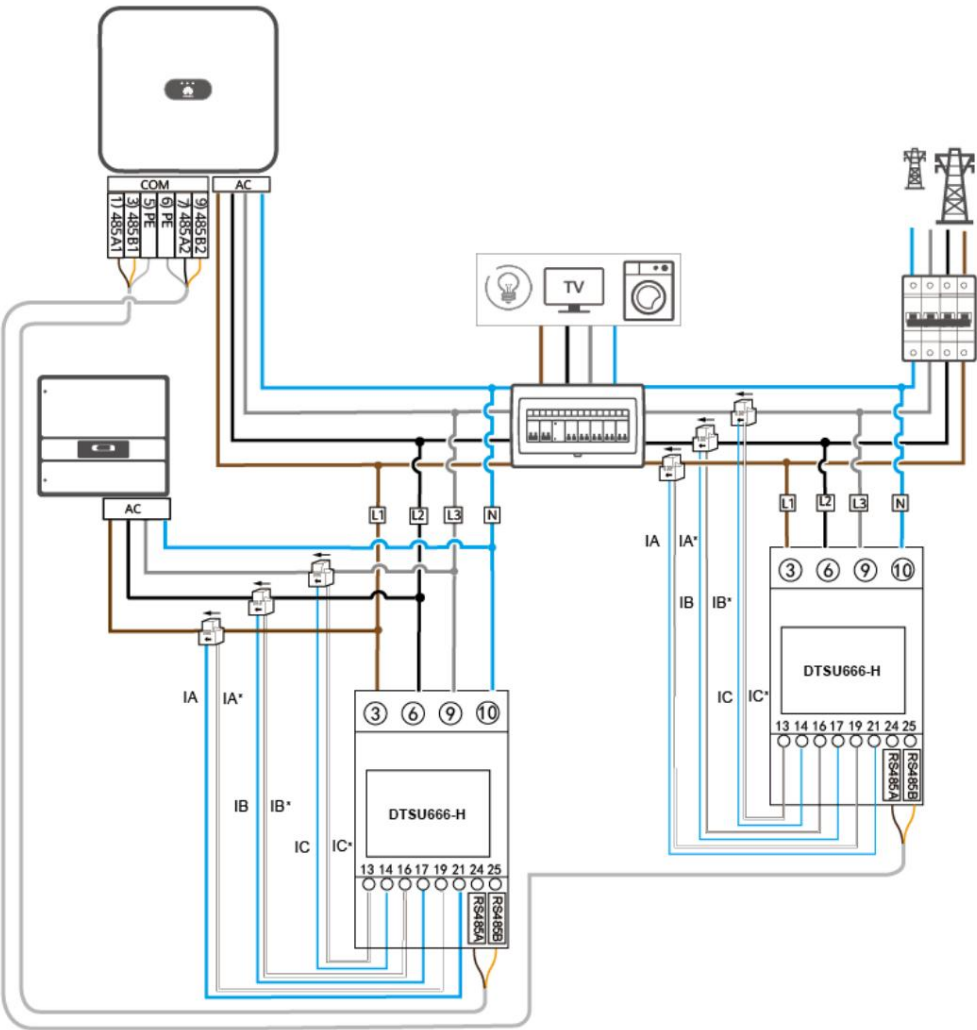 COM
AC
1) 485A1
3) 485B1
5) PE
6) PE
7) 485A2
9) 485B2
TV
AC
L1
L2
L3
N
L1
L2
L3
N
IA
IA*
IB
IB*
IC
IC*
3
6
9
10
DTSU666-H
13 14 16 17 19 21 24 25
RS485A
RS485B
IA
IA*
IB
IB*
IC
IC*
3
6
9
10
DTSU666-H
13 14 16 17 19 21 24 25
RS485A
RS485B